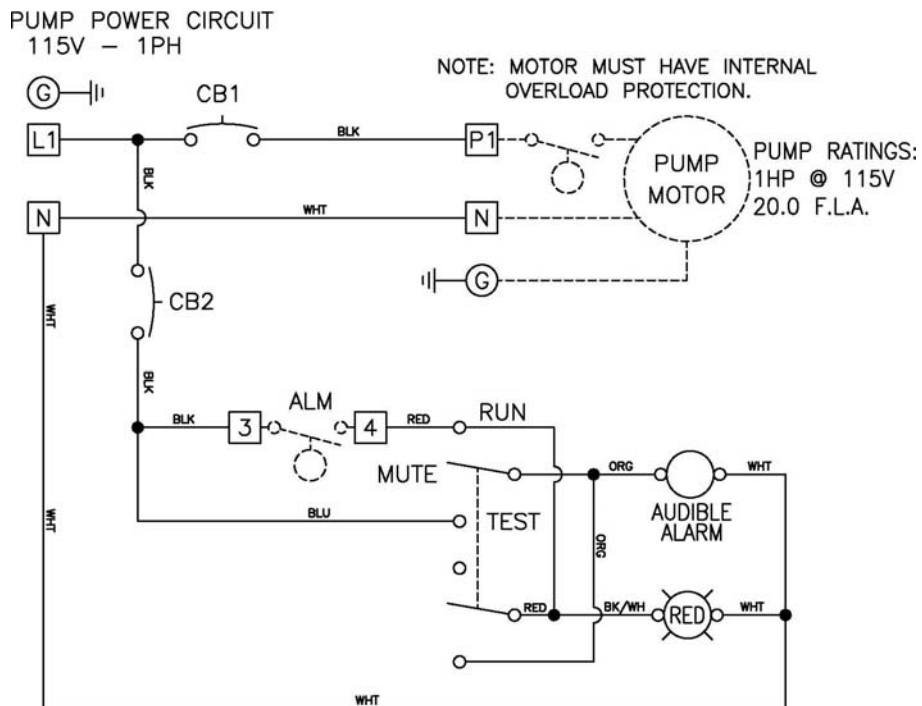 PUMP POWER CIRCUIT
115V – 1PH
NOTE: MOTOR MUST HAVE INTERNAL
OVERLOAD PROTECTION.
G
CB1
L1
BLK
P1
PUMP
MOTOR
PUMP RATINGS:
1HP @ 115V
20.0 F.L.A.
BLK
N
WHT
N
G
WHT
CB2
BLK
ALM
BLK
3
4
RED
RUN
MUTE
ORG
WHT
AUDIBLE
ALARM
BLU
TEST
WHT
ORG
RED
BK/WH
RED
WHT
WHT